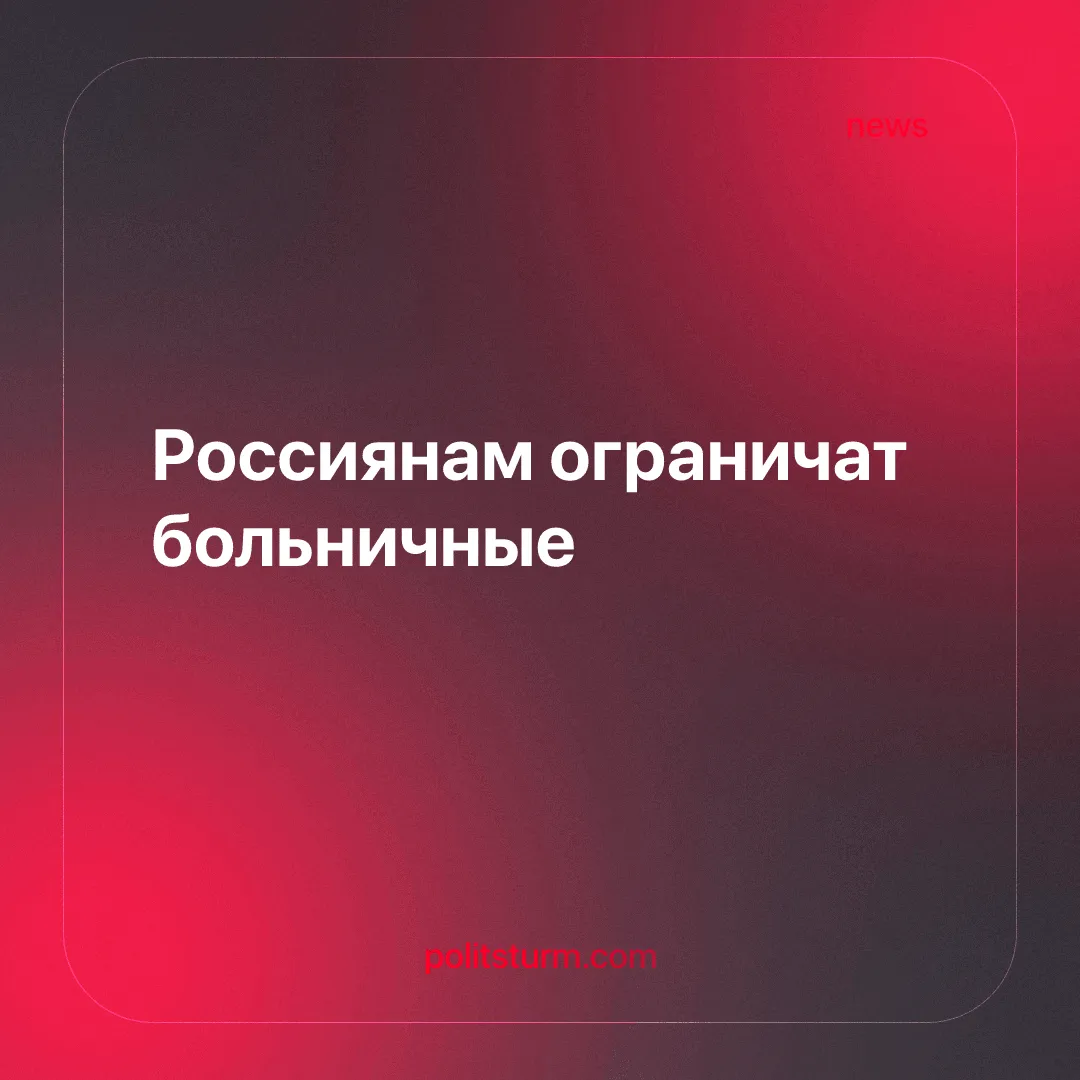 news
Россиянам ограничат
больничные
politsturm.com